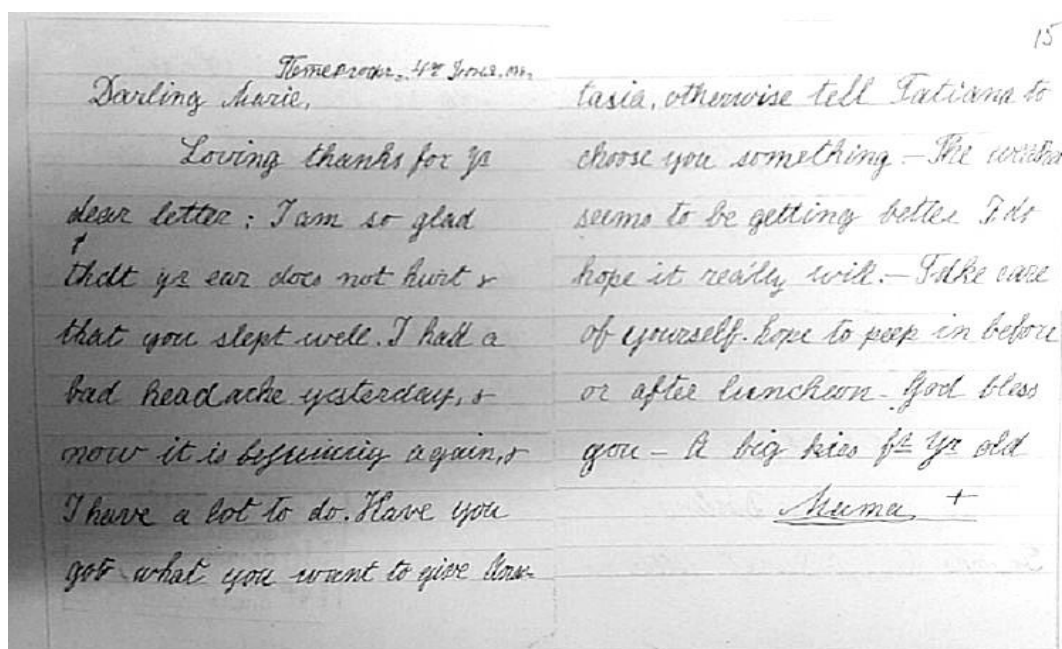 15
Петергофъ. 4го Iюня.
Darling Marie,
Loving thanks for yr
dear letter; I am so glad
that yr ear does not hurt &
that you slept well. I had a
bad headache yesterday, &
now it is beginning again, &
I have a lot to do. Have you
got what you want to give Anas-
tasia, otherwise tell Tatiana to
choose you something — The weather
seems to be getting better I do
hope it really will. — Take care
of yourself. hope to peep in before
or after luncheon — God bless
you — A big kiss fr yr old
Mama +